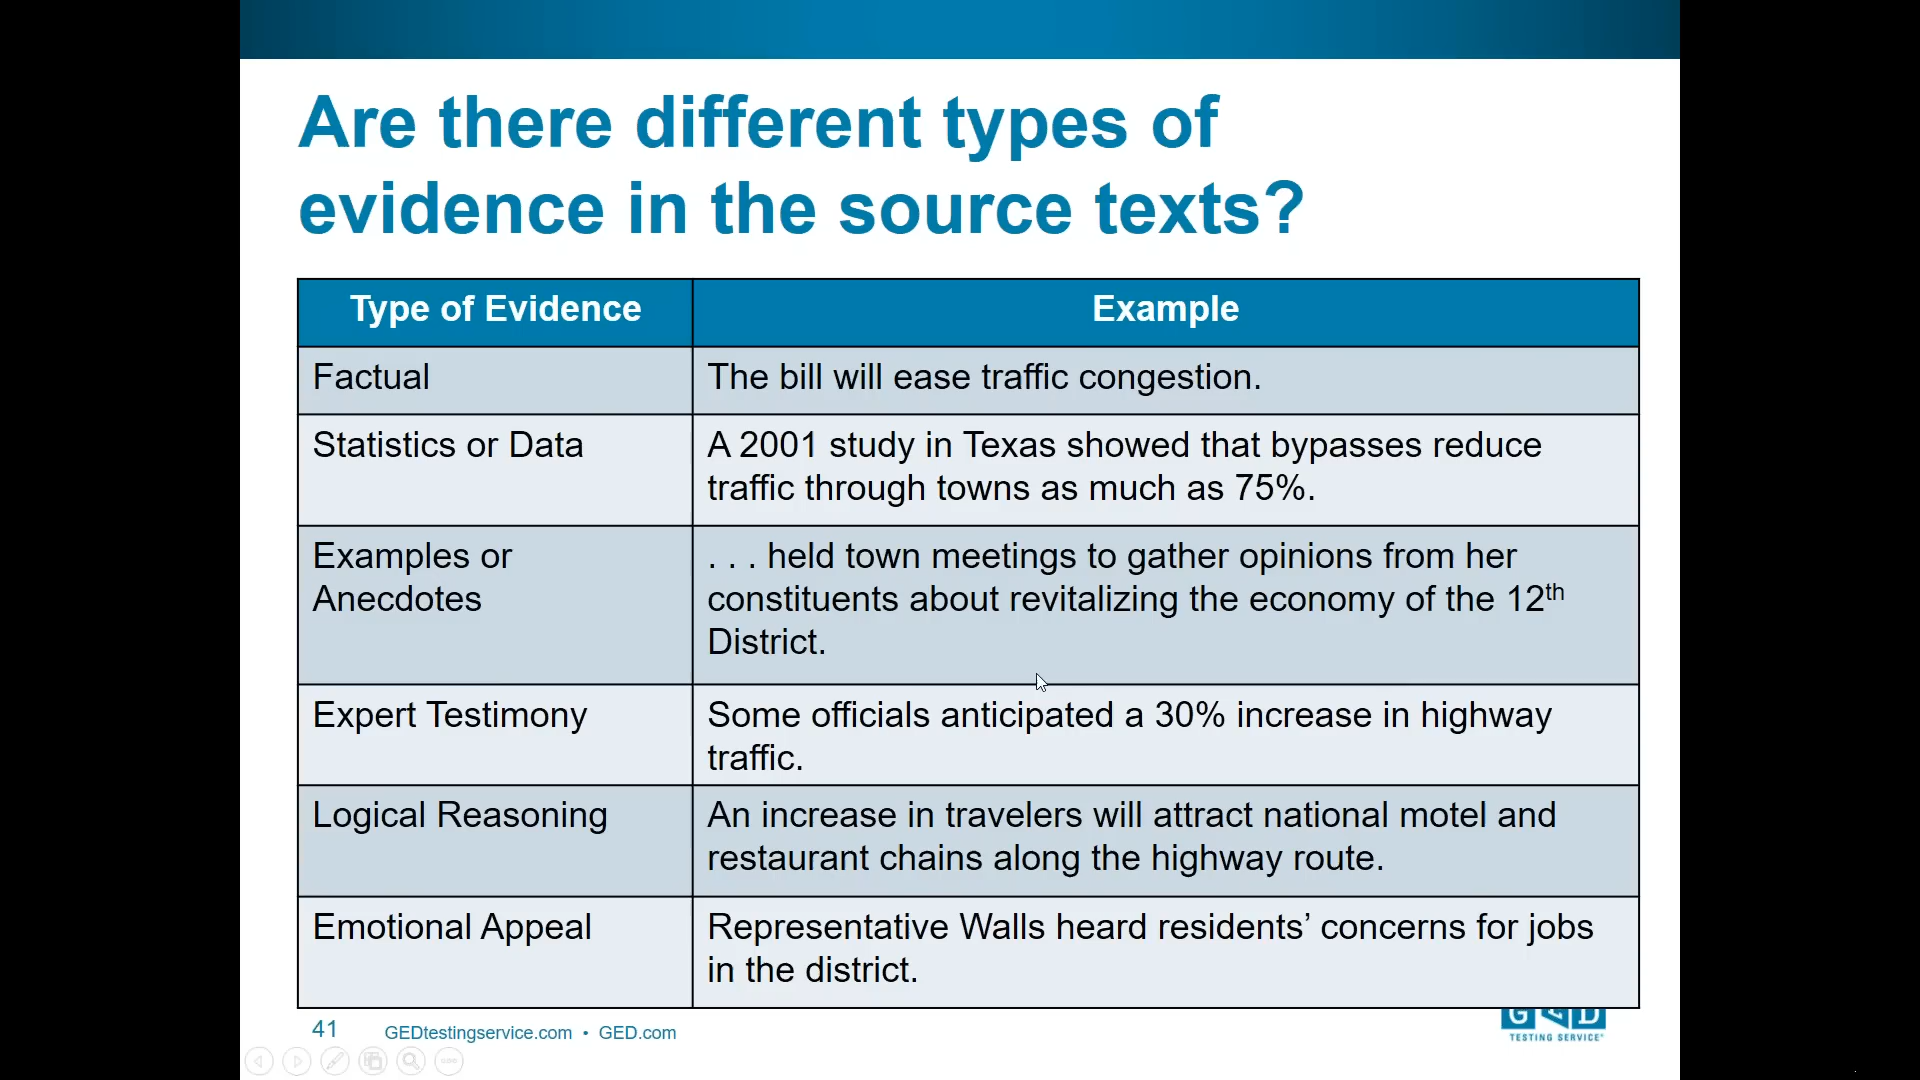 Are there different types of
evidence in the source texts?
Type of Evidence
Example
Factual
The bill will ease traffic congestion.
Statistics or Data
A 2001 study in Texas showed that bypasses reduce
traffic through towns as much as 75%.
Examples or
Anecdotes
. . . held town meetings to gather opinions from her
constituents about revitalizing the economy of the 12th
District.
Expert Testimony
Some officials anticipated a 30% increase in highway
traffic.
Logical Reasoning
An increase in travelers will attract national motel and
restaurant chains along the highway route.
Emotional Appeal
Representative Walls heard residents’ concerns for jobs
in the district.
41
GEDtestingservice.com • GED.com
GED
TESTING SERVICE